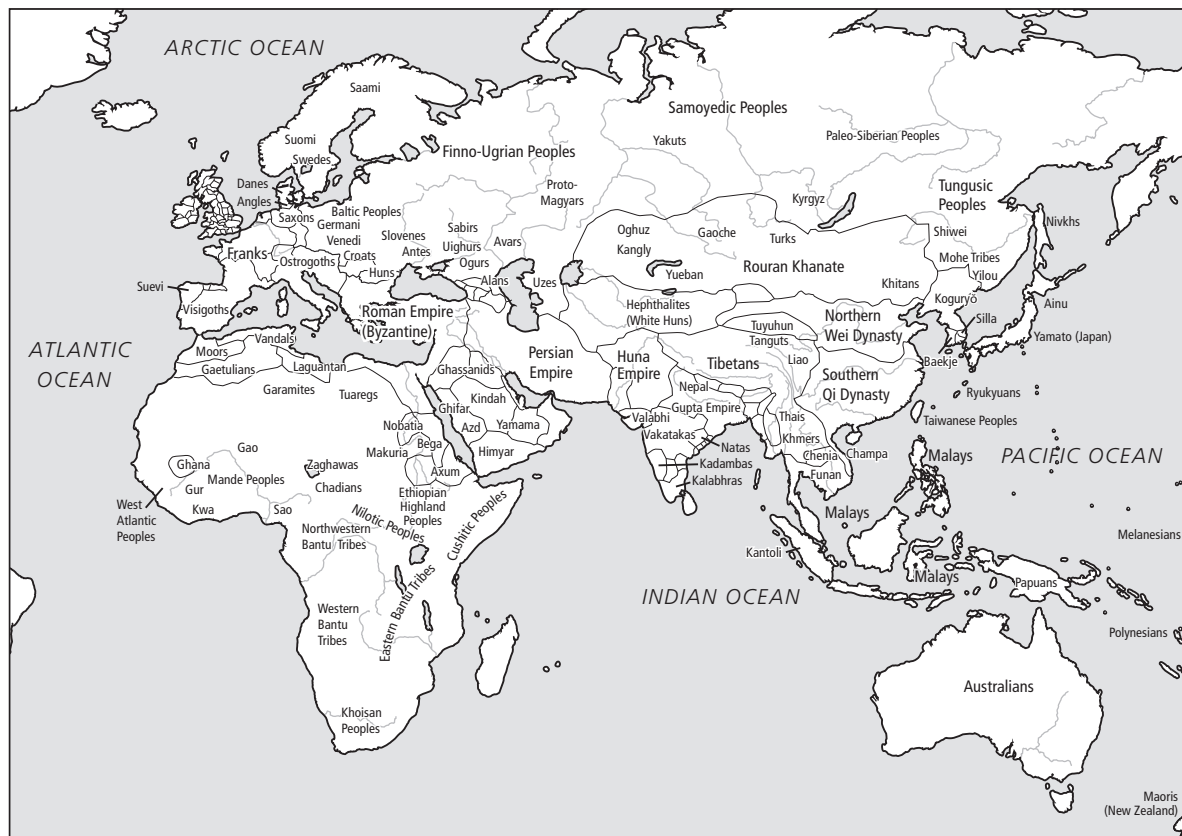 ARCTIC OCEAN
Saami
Samoyedic Peoples
Suomi
Swedes
Finno-Ugrian Peoples
Yakuts
Paleo-Siberian Peoples
Danes
Angles
Proto-
Magyars
Kyrgyz
Tungusic
Peoples
Saxons
Baltic Peoples
Germani
Venedi
Slovenes
Antes
Sabirs
Uighurs
Ogurs
Avars
Oghuz
Kangly
Gaoche
Turks
Shiwei
Nivkhs
Franks
Ostrogoths
Croats
Huns
Alans
Uzes
Yueban
Rouran Khanate
Mohe Tribes
Yilou
Khitans
Suevi
Visigoths
Roman Empire
(Byzantine)
Hephthalites
(White Huns)
Northern
Wei Dynasty
Koguryŏ
Ainu
Silla
Yamato (Japan)
Baekje
Tuyuhun
Tanguts
ATLANTIC
OCEAN
Moors
Vandals
Gaetulians
Laguantan
Garamites
Tuaregs
Ghassanids
Persian
Empire
Huna
Empire
Tibetans
Liao
Southern
Qi Dynasty
Ryukyuans
Kindah
Ghifar
Azd
Yamama
Himyar
Nepal
Gupta Empire
Valabhi
Vakatakas
Natas
Kadambas
Kalabhras
Thais
Khmers
Chenla
Funan
Champa
Taiwanese Peoples
Malays
PACIFIC OCEAN
Nobatia
Bega
Makuria
Axum
Gao
Ghana
Mande Peoples
Zaghawas
Chadians
Gur
Kwa
Sao
West
Atlantic
Peoples
Ethiopian
Highland
Peoples
Nilotic Peoples
Cushitic Peoples
Northwestern
Bantu Tribes
Eastern Bantu Tribes
Western
Bantu
Tribes
Khoisan
Peoples
INDIAN OCEAN
Malays
Kantoli
Malays
Melanesians
Papuans
Polynesians
Australians
Maoris
(New Zealand)